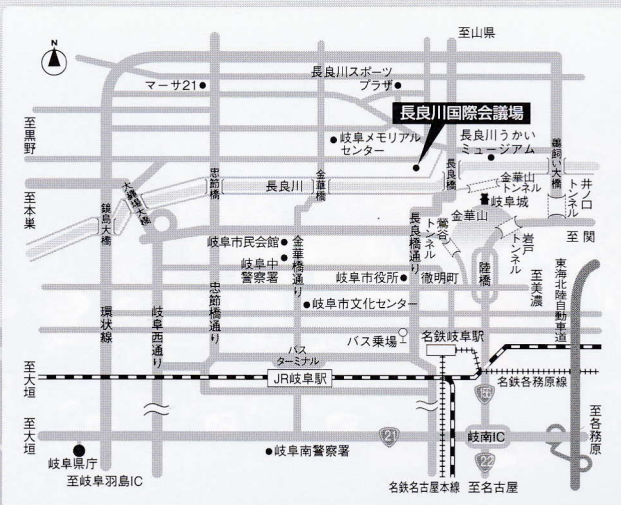 N
至山県
長良川スポーツ
プラザ
マーサ21
長良川国際会議場
至黒野
岐阜メモリアル
センター
長良川うかい
ミュージアム
鵜飼い大橋
忠節橋
金華橋
長良川
長良橋
金華山
トンネル
岐阜城
井ノ口
トンネル
至本巣
大縄場大橋
鏡島大橋
金華山
鶯谷
トンネル
岩戸
トンネル
至関
岐阜市民会館
岐阜中
警察署
金華橋通り
長良橋通り
岐阜市役所
徹明町
陸橋
至美濃
東海北陸自動車道
環状線
岐阜西通り
忠節橋通り
岐阜市文化センター
バス乗場
名鉄岐阜駅
バス
ターミナル
JR岐阜駅
至大垣
名鉄各務原線
至大垣
21
岐南IC
至各務原
岐阜県庁
岐阜南警察署
22
至岐阜羽島IC
名鉄名古屋本線
至名古屋